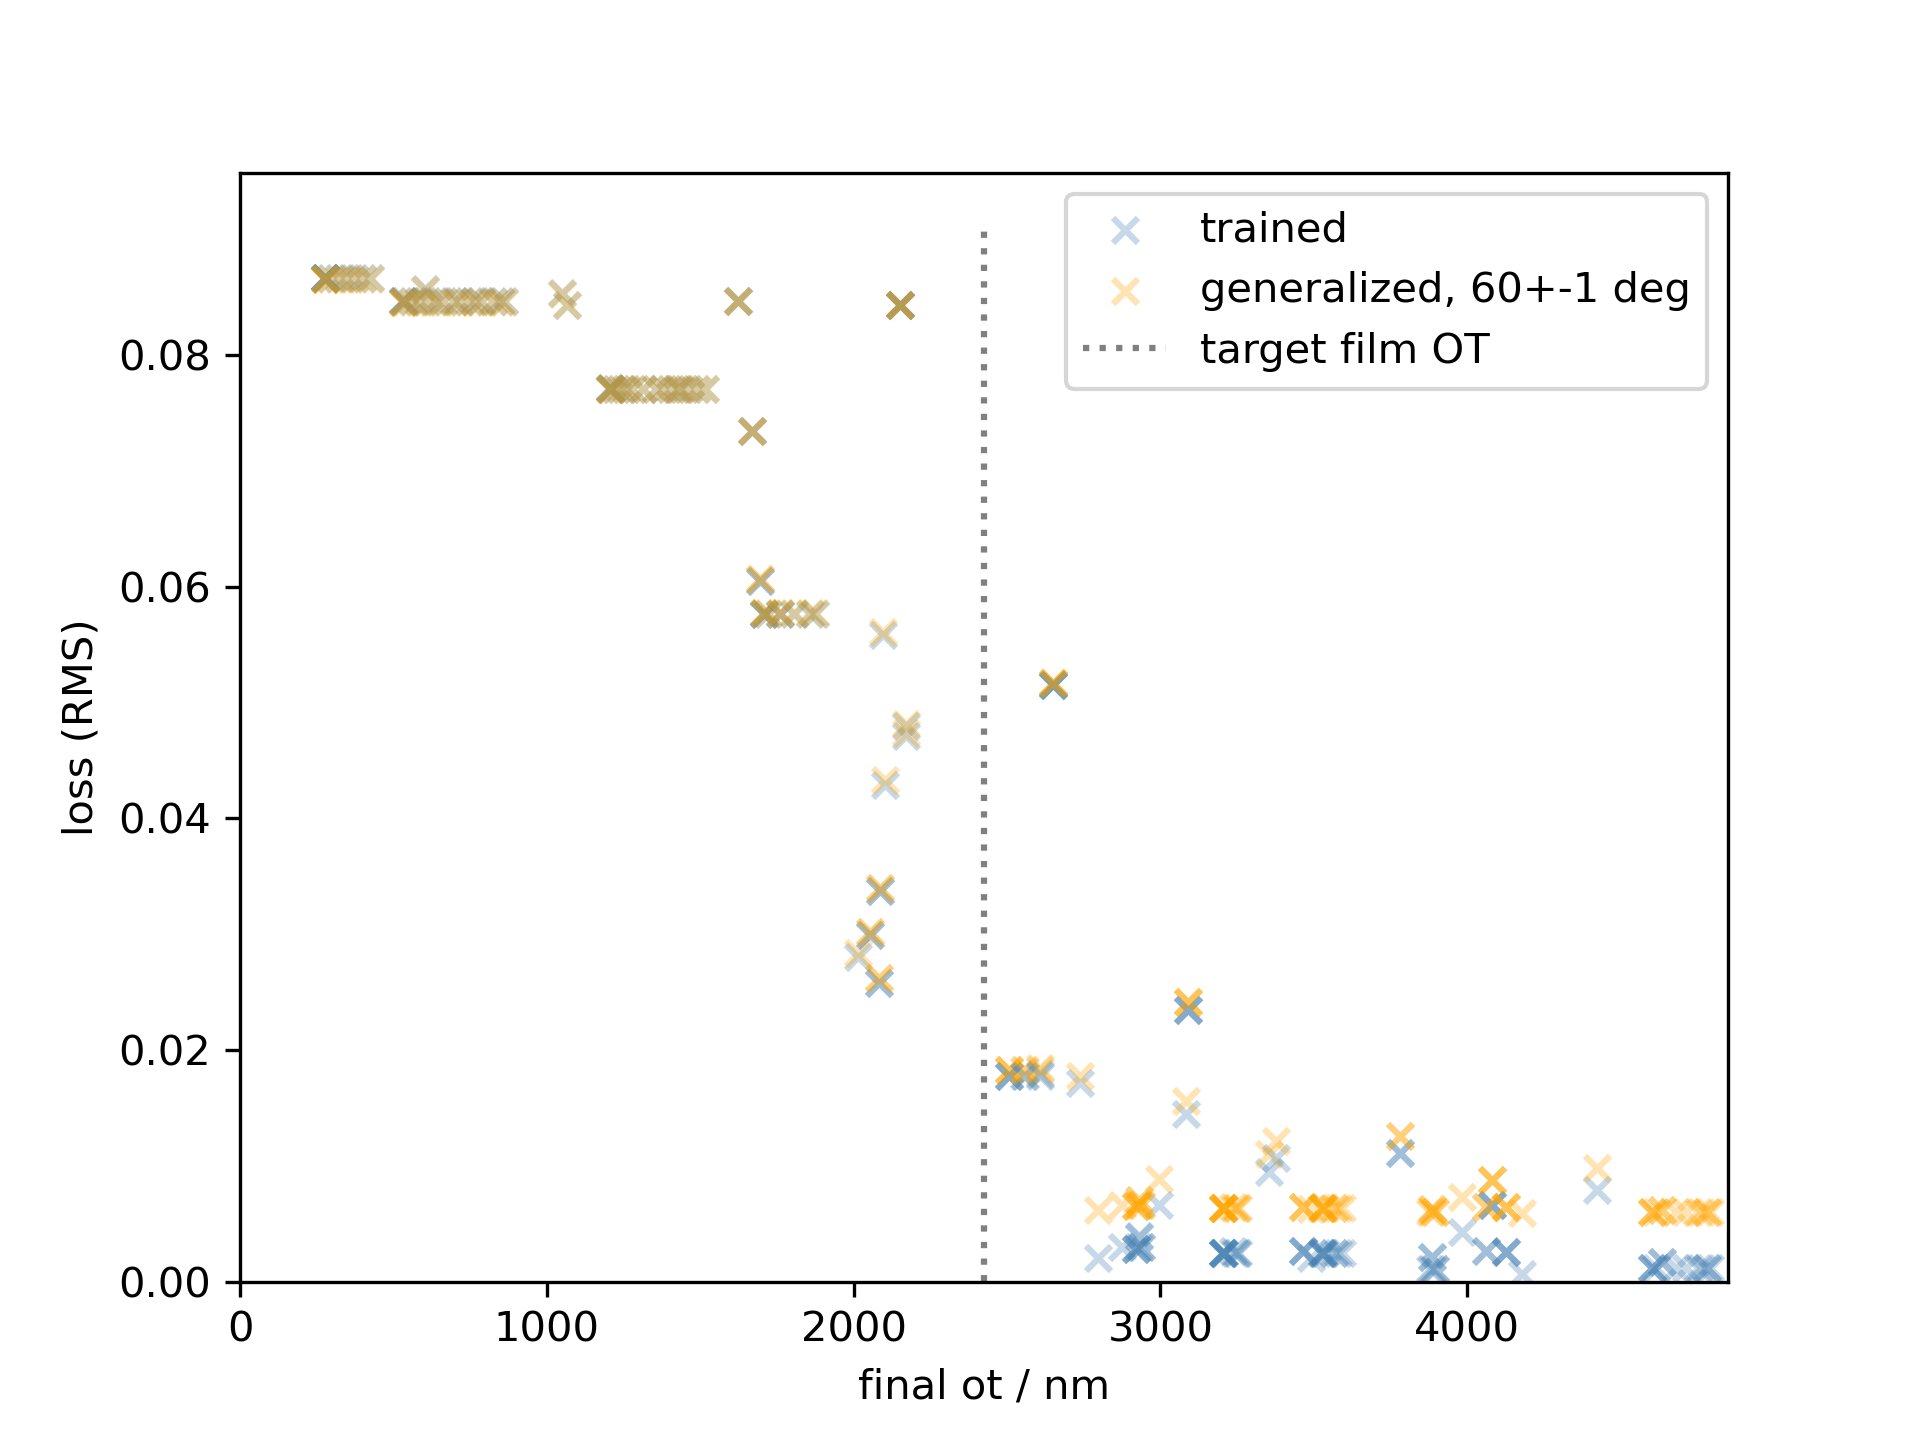 trained
generalized, 60+-1 deg
target film OT
0.08
0.06
0.04
0.02
0.00
loss (RMS)
0
1000
2000
3000
4000
final ot / nm